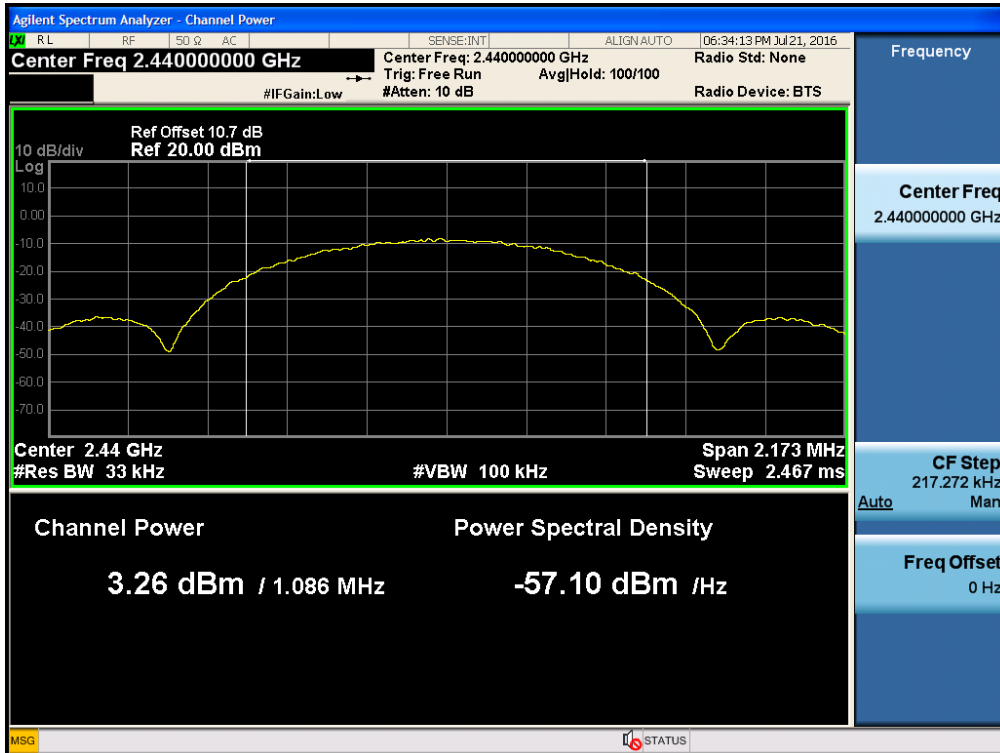 Agilent Spectrum Analyzer - Channel Power
LXI RL RF 50 Ω AC SENSE:INT ALIGN AUTO 06:34:13 PM Jul 21, 2016
Center Freq 2.440000000 GHz
Center Freq: 2.440000000 GHz Radio Std: None
Trig: Free Run Avg|Hold: 100/100
#IFGain:Low #Atten: 10 dB Radio Device: BTS
Ref Offset 10.7 dB
10 dB/div Ref 20.00 dBm
Log
10.0
0.00
-10.0
-20.0
-30.0
-40.0
-50.0
-60.0
-70.0
Center 2.44 GHz Span 2.173 MHz
#Res BW 33 kHz #VBW 100 kHz Sweep 2.467 ms
Channel Power Power Spectral Density
3.26 dBm / 1.086 MHz -57.10 dBm /Hz
Frequency
Center Freq
2.440000000 GHz
CF Step
217.272 kHz
Auto Man
Freq Offset
0 Hz
MSG STATUS